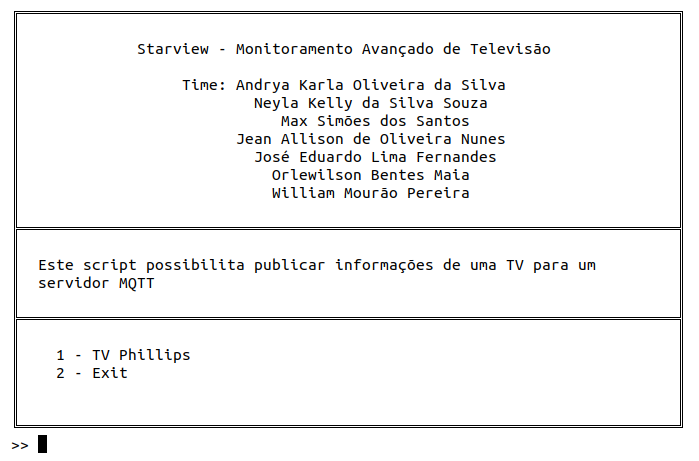 Starview - Monitoramento Avançado de Televisão
Time: Andrya Karla Oliveira da Silva
Neyla Kelly da Silva Souza
Max Simões dos Santos
Jean Allison de Oliveira Nunes
José Eduardo Lima Fernandes
Orlewilson Bentes Maia
William Mourão Pereira
Este script possibilita publicar informações de uma TV para um
servidor MQTT
1 - TV Phillips
2 - Exit
>>